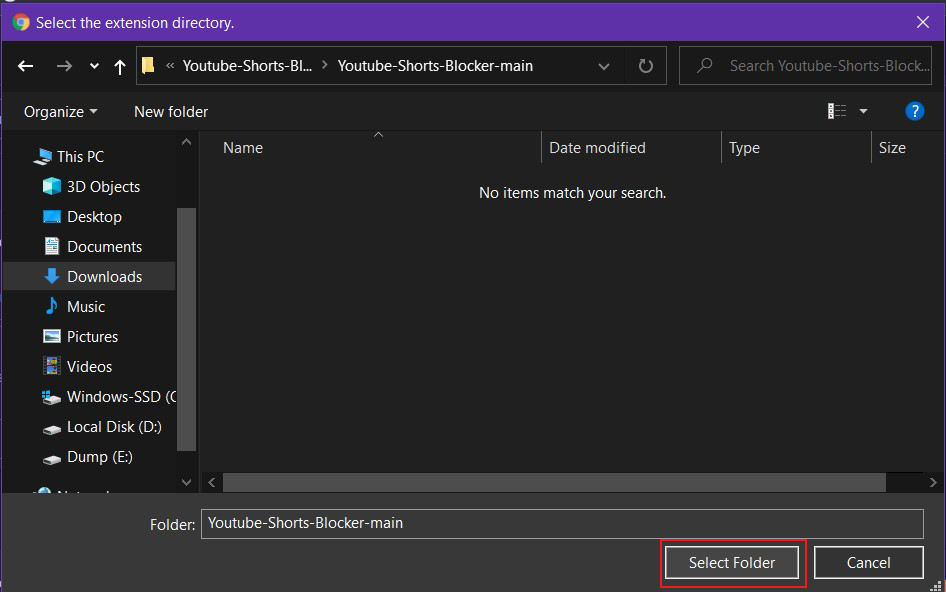 Select the extension directory.
« Youtube-Shorts-Bl... > Youtube-Shorts-Blocker-main
Search Youtube-Shorts-Block...
Organize New folder
?
Name Date modified Type Size
No items match your search.
This PC
3D Objects
Desktop
Documents
Downloads
Music
Pictures
Videos
Windows-SSD (C
Local Disk (D:)
Dump (E:)
Folder: Youtube-Shorts-Blocker-main
Select Folder Cancel